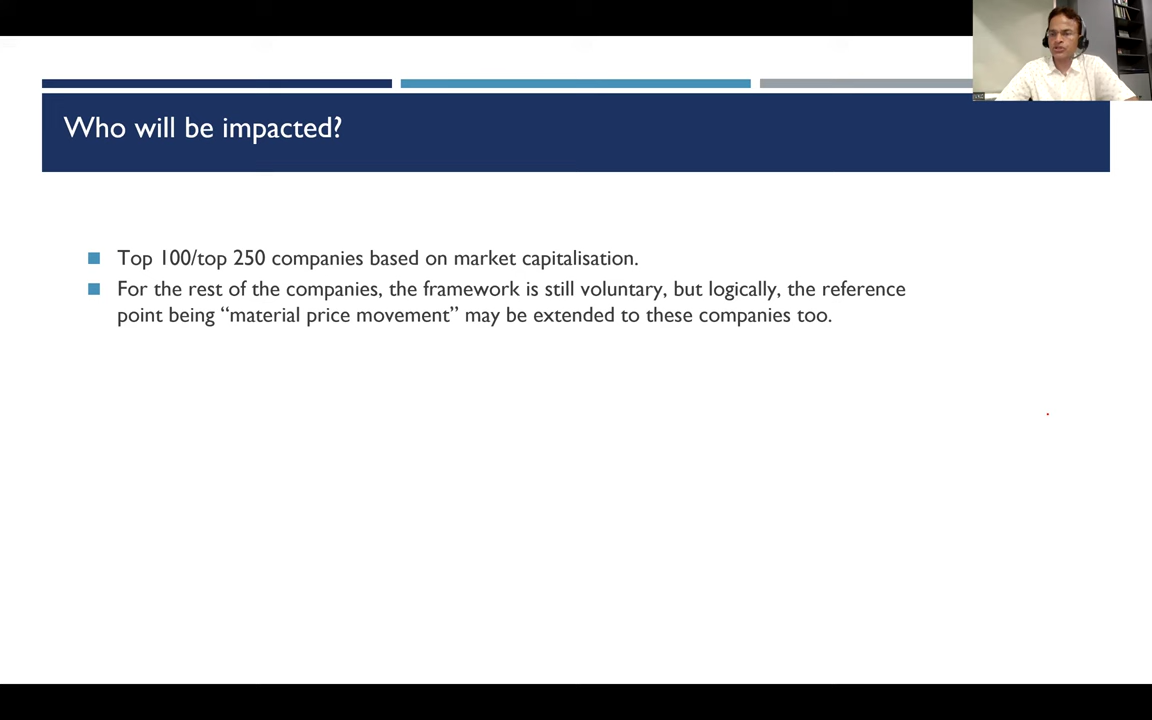 Who will be impacted?
Top 100/top 250 companies based on market capitalisation.
For the rest of the companies, the framework is still voluntary, but logically, the reference
point being “material price movement” may be extended to these companies too.